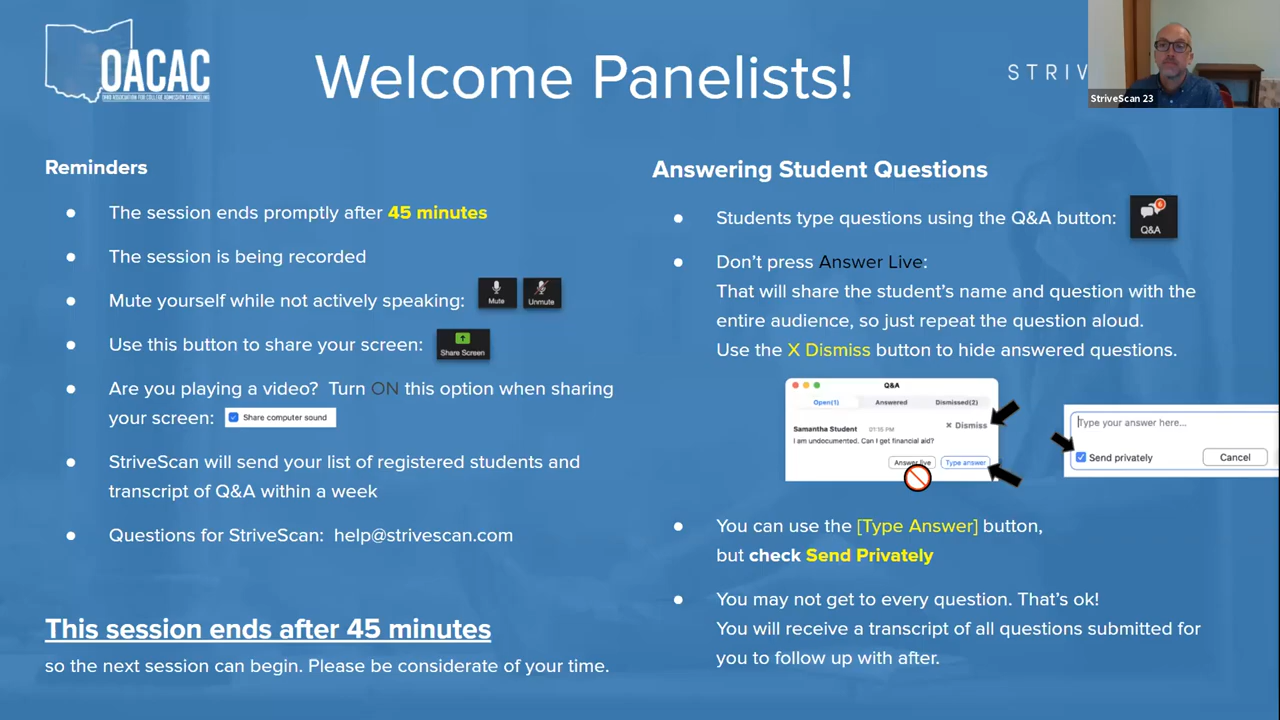 OACAC
OHIO ASSOCIATION FOR COLLEGE ADMISSION COUNSELING
Welcome Panelists!
STRIV
StriveScan 23
Reminders
● The session ends promptly after 45 minutes
● The session is being recorded
● Mute yourself while not actively speaking:
Mute
Unmute
● Use this button to share your screen:
Share Screen
● Are you playing a video? Turn ON this option when sharing
your screen:
Share computer sound
● StriveScan will send your list of registered students and
transcript of Q&A within a week
● Questions for StriveScan: help@strivescan.com
This session ends after 45 minutes
so the next session can begin. Please be considerate of your time.
Answering Student Questions
● Students type questions using the Q&A button:
6
Q&A
● Don't press Answer Live:
That will share the student's name and question with the
entire audience, so just repeat the question aloud.
Use the X Dismiss button to hide answered questions.
Q&A
Open(1) Answered Dismissed(2)
Samantha Student 01:15 PM
× Dismiss
I am undocumented. Can I get financial aid?
Answer live Type answer
Type your answer here...
Send privately Cancel
● You can use the [Type Answer] button,
but check Send Privately
● You may not get to every question. That's ok!
You will receive a transcript of all questions submitted for
you to follow up with after.